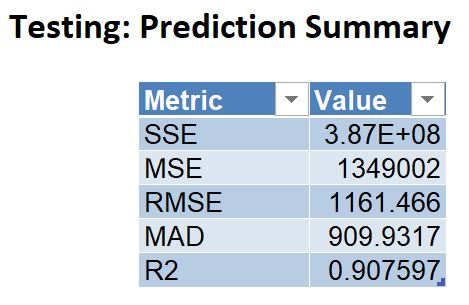 Testing: Prediction Summary
Metric Value
SSE 3.87E+08
MSE 1349002
RMSE 1161.466
MAD 909.9317
R2 0.907597